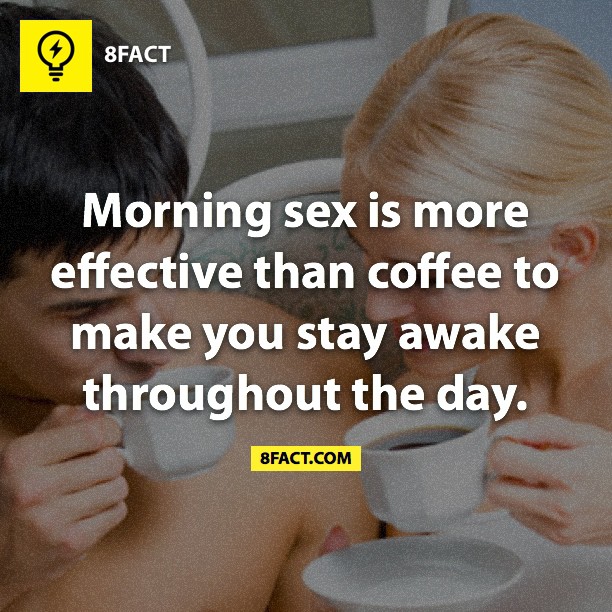 8FACT
Morning sex is more
effective than coffee to
make you stay awake
throughout the day.
8FACT.COM